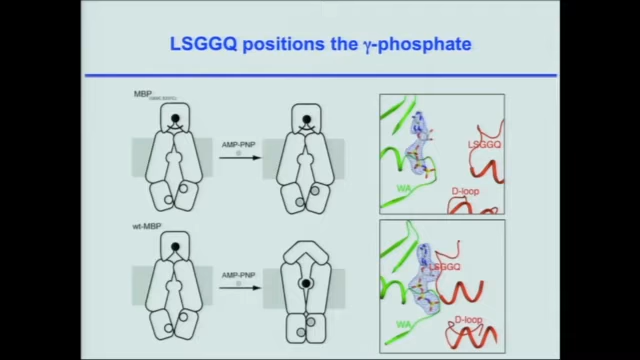 LSGGQ positions the γ-phosphate
MBP
AMP-PNP
LSGGQ
WA
D-loop
wt-MBP
AMP-PNP
LSGGQ
WA
D-loop